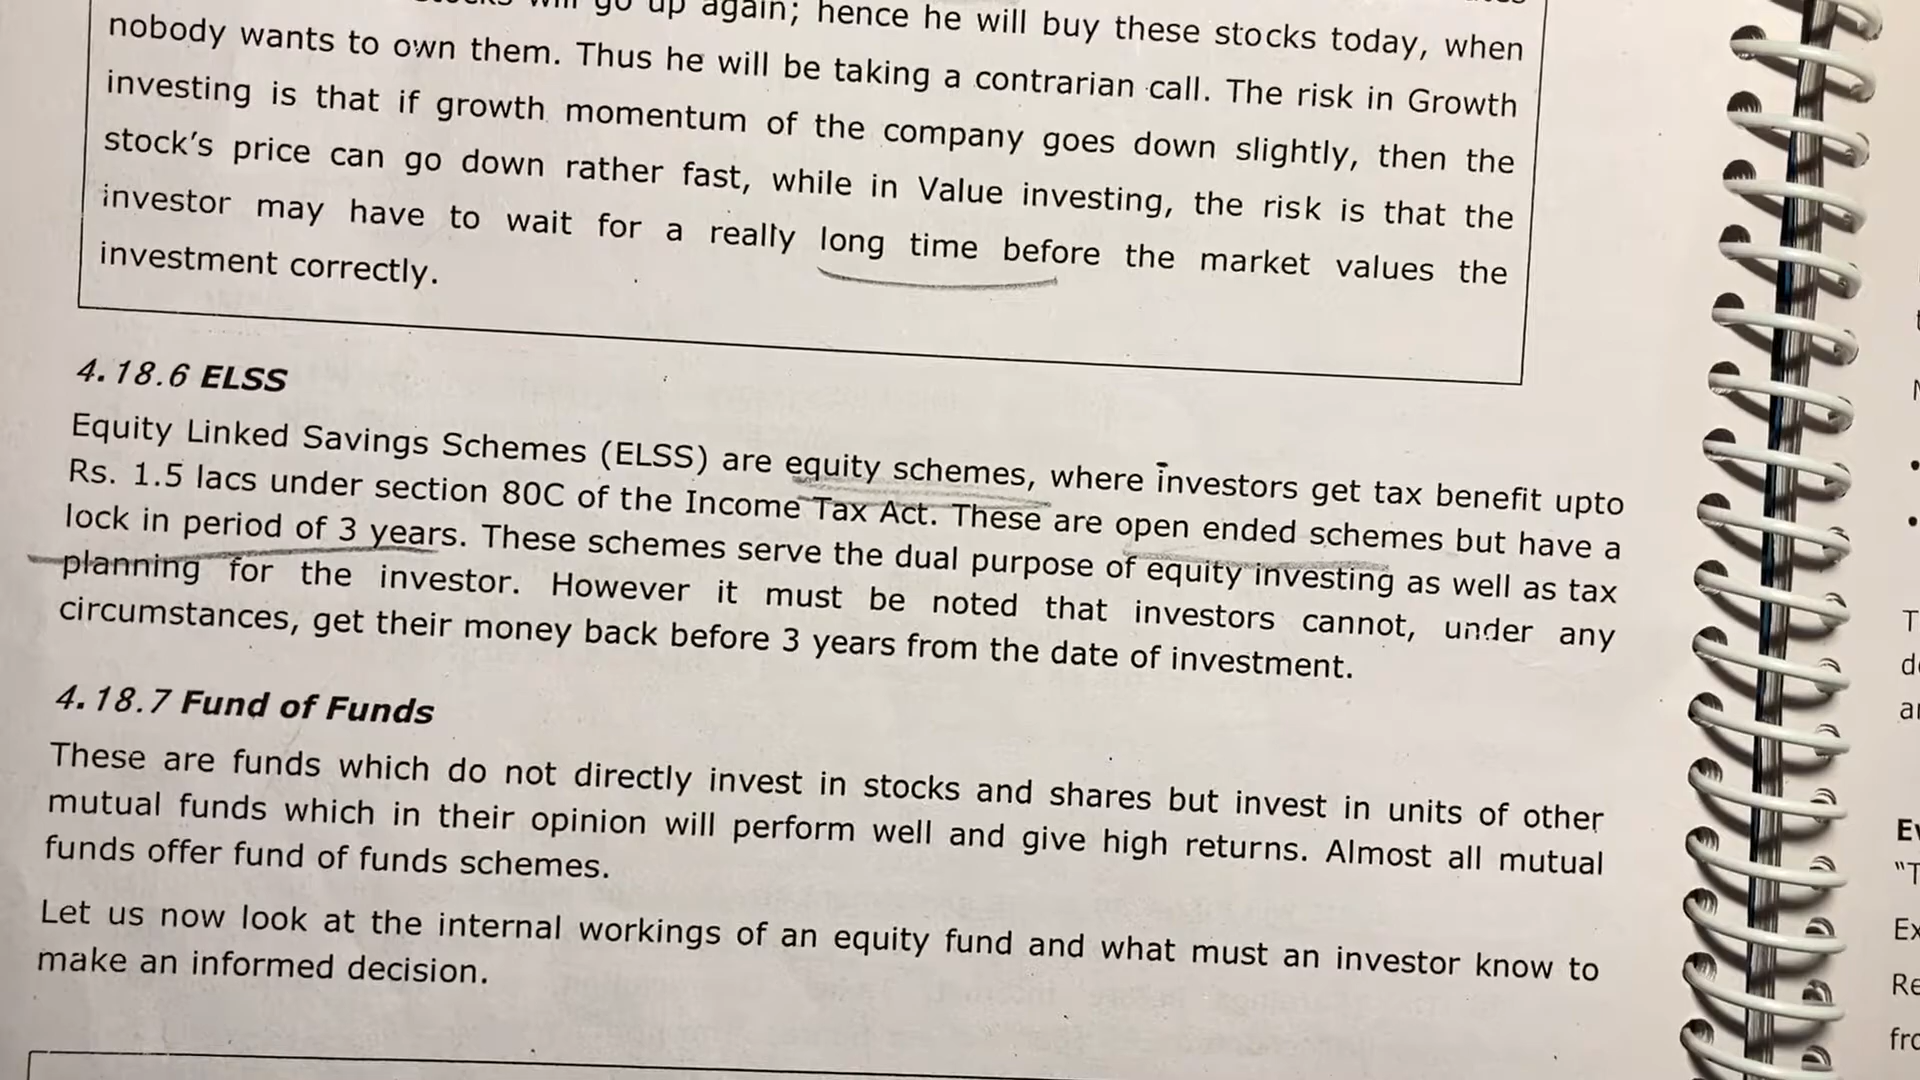 go up again; hence he will buy these stocks today, when
nobody wants to own them. Thus he will be taking a contrarian call. The risk in Growth
investing is that if growth momentum of the company goes down slightly, then the
stock's price can go down rather fast, while in Value investing, the risk is that the
investor may have to wait for a really long time before the market values the
investment correctly.
4.18.6 ELSS
Equity Linked Savings Schemes (ELSS) are equity schemes, where investors get tax benefit upto
Rs. 1.5 lacs under section 80C of the Income Tax Act. These are open ended schemes but have a
lock in period of 3 years. These schemes serve the dual purpose of equity investing as well as tax
planning for the investor. However it must be noted that investors cannot, under any
circumstances, get their money back before 3 years from the date of investment.
4.18.7 Fund of Funds
These are funds which do not directly invest in stocks and shares but invest in units of other
mutual funds which in their opinion will perform well and give high returns. Almost all mutual
funds offer fund of funds schemes.
Let us now look at the internal workings of an equity fund and what must an investor know to
make an informed decision.